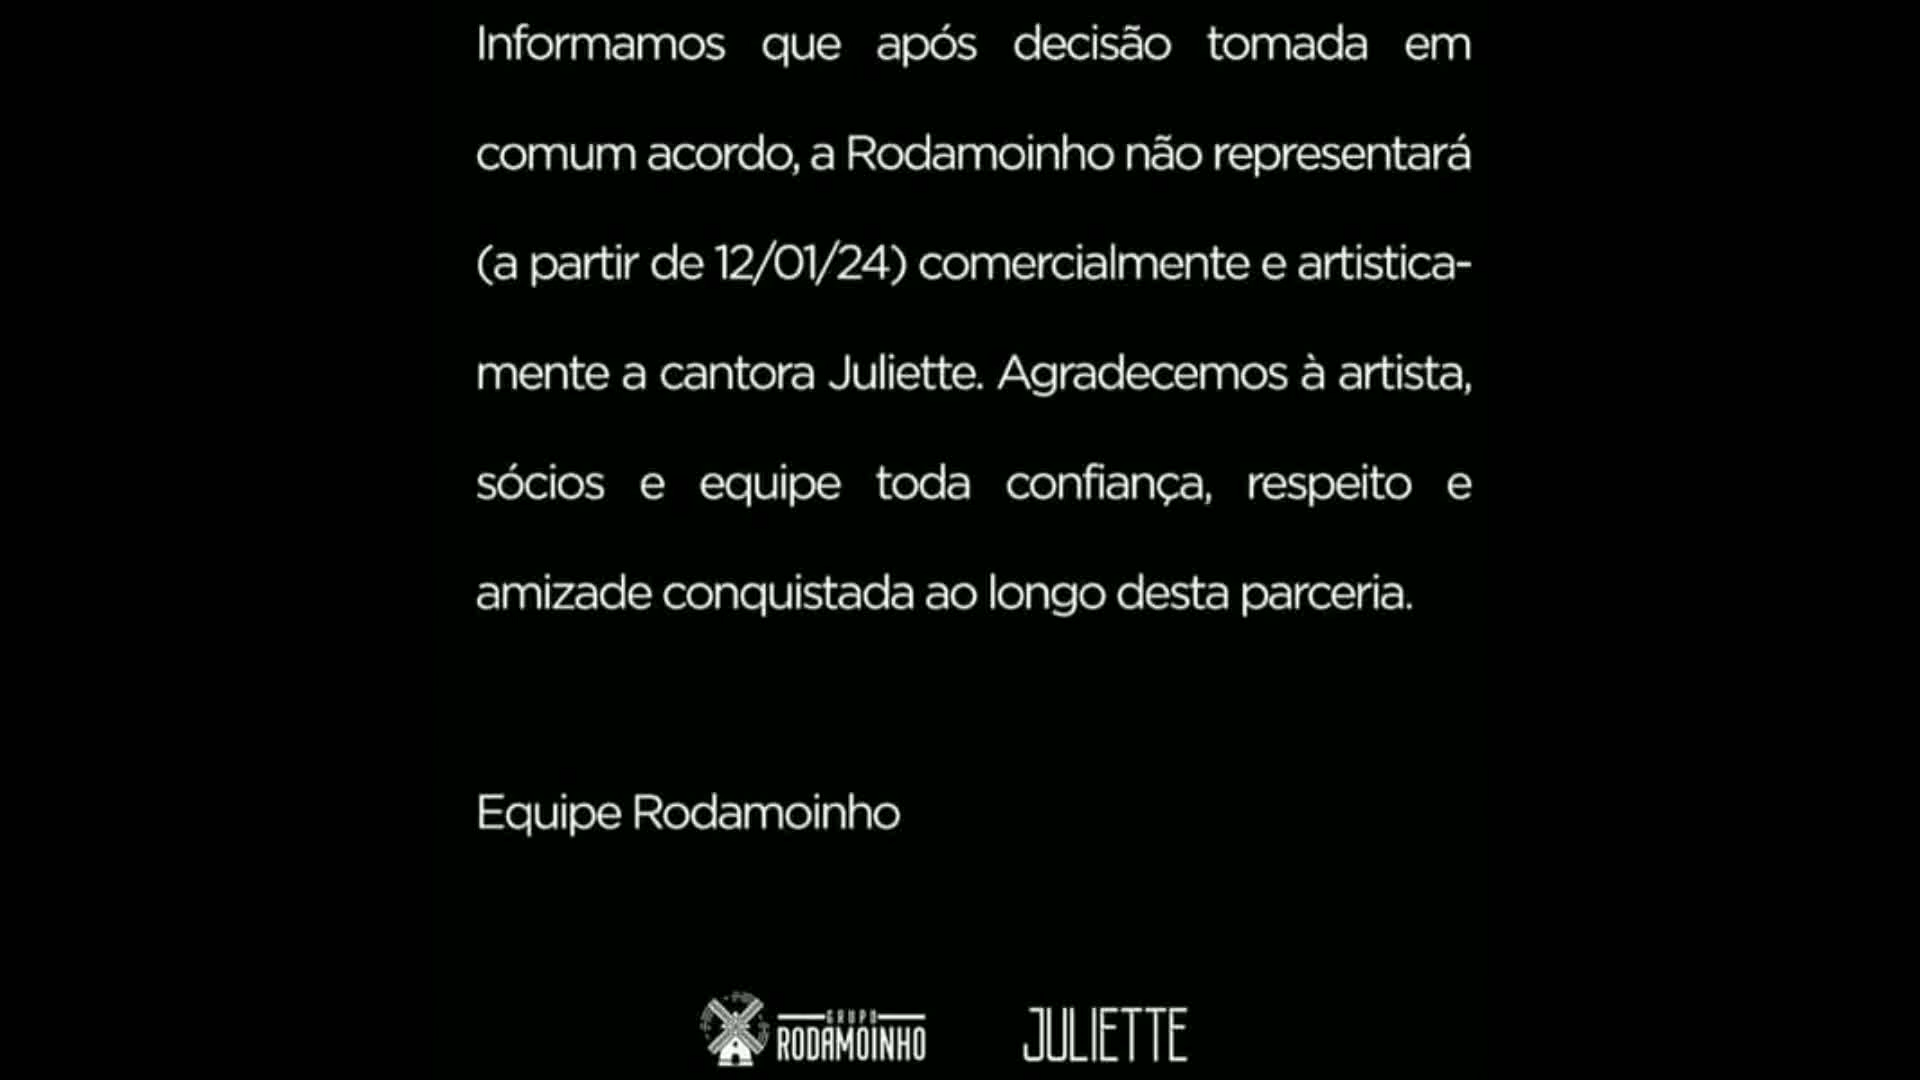 Informamos que após decisão tomada em
comum acordo, a Rodamoinho não representará
(a partir de 12/01/24) comercialmente e artistica-
mente a cantora Juliette. Agradecemos à artista,
sócios e equipe toda confiança, respeito e
amizade conquistada ao longo desta parceria.
Equipe Rodamoinho
GRUPO
RODAMOINHO
JULIETTE